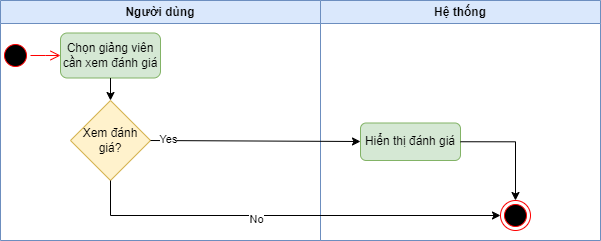 Người dùng
Hệ thống
Chọn giảng viên
cần xem đánh giá
Xem đánh
giá?
Yes
Hiển thị đánh giá
No